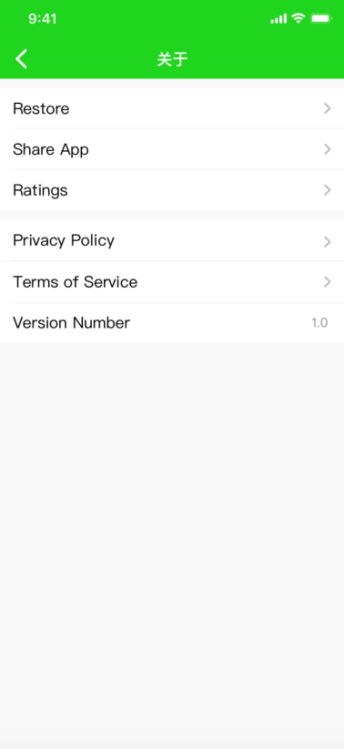 9:41
关于
Restore
Share App
Ratings
Privacy Policy
Terms of Service
Version Number 1.0